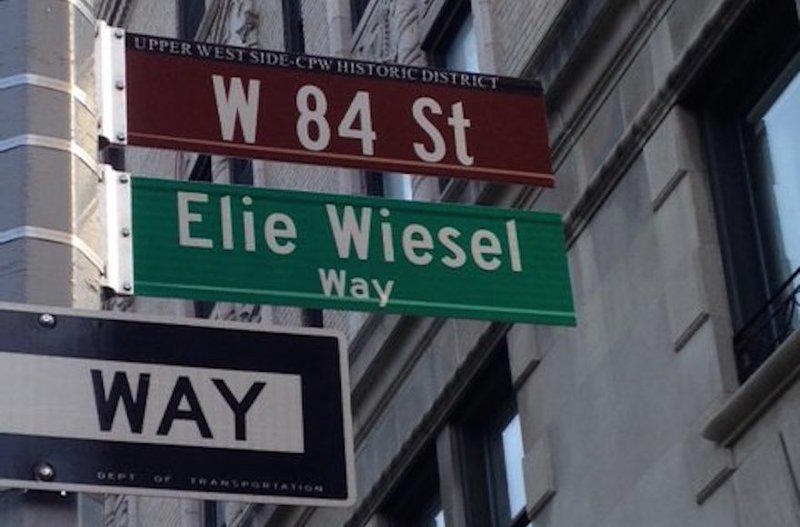 UPPER WEST SIDE-CPW HISTORIC DISTRICT
W 84 St
Elie Wiesel
Way
WAY
DEPT OF TRANSPORTATION